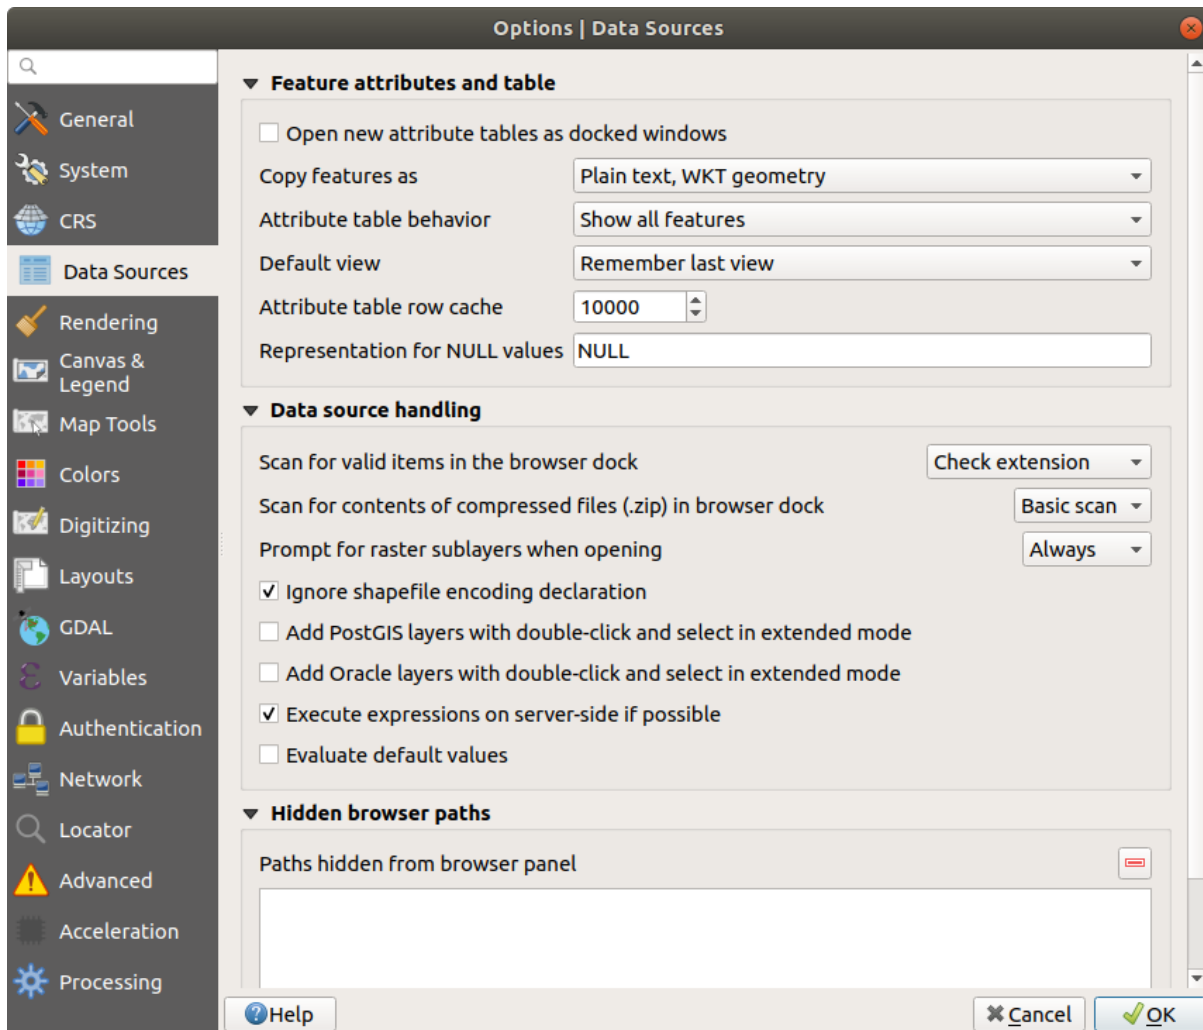 Options | Data Sources
General
System
CRS
Data Sources
Rendering
Canvas &
Legend
Map Tools
Colors
Digitizing
Layouts
GDAL
Variables
Authentication
Network
Locator
Advanced
Acceleration
Processing
Feature attributes and table
Open new attribute tables as docked windows
Copy features as Plain text, WKT geometry
Attribute table behavior Show all features
Default view Remember last view
Attribute table row cache 10000
Representation for NULL values NULL
Data source handling
Scan for valid items in the browser dock Check extension
Scan for contents of compressed files (.zip) in browser dock Basic scan
Prompt for raster sublayers when opening Always
Ignore shapefile encoding declaration
Add PostGIS layers with double-click and select in extended mode
Add Oracle layers with double-click and select in extended mode
Execute expressions on server-side if possible
Evaluate default values
Hidden browser paths
Paths hidden from browser panel
Help Cancel OK